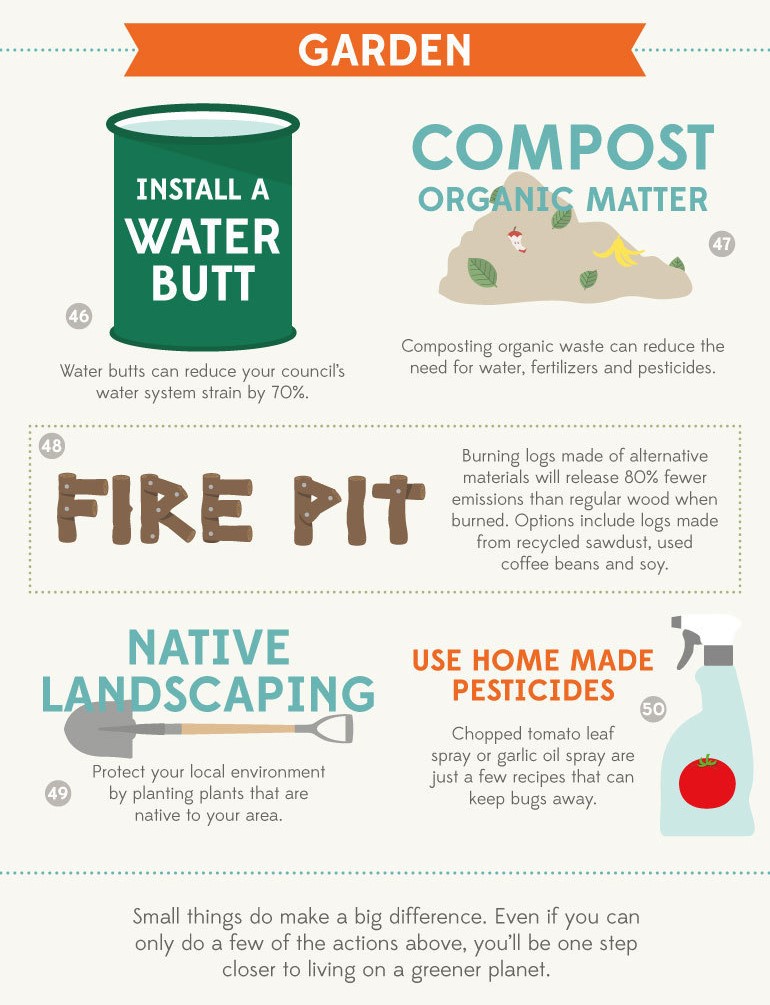 GARDEN
INSTALL A
WATER
BUTT
46
Water butts can reduce your council's
water system strain by 70%.
COMPOST
ORGANIC MATTER
47
Composting organic waste can reduce the
need for water, fertilizers and pesticides.
48
FIRE PIT
Burning logs made of alternative
materials will release 80% fewer
emissions than regular wood when
burned. Options include logs made
from recycled sawdust, used
coffee beans and soy.
NATIVE
LANDSCAPING
49
Protect your local environment
by planting plants that are
native to your area.
USE HOME MADE
PESTICIDES
50
Chopped tomato leaf
spray or garlic oil spray are
just a few recipes that can
keep bugs away.
Small things do make a big difference. Even if you can
only do a few of the actions above, you'll be one step
closer to living on a greener planet.